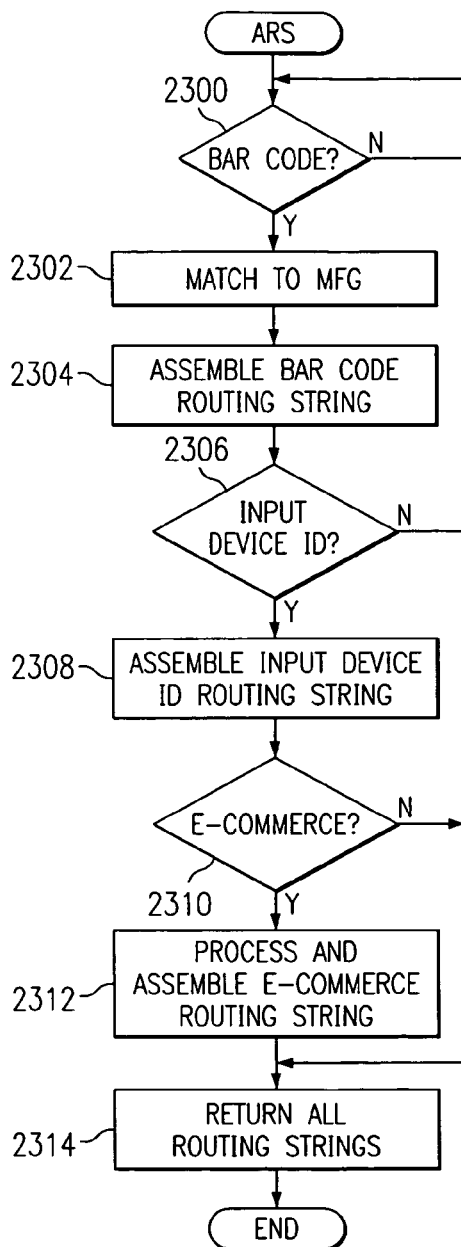 ARS
2300
BAR CODE?
N
Y
2302
MATCH TO MFG
2304
ASSEMBLE BAR CODE
ROUTING STRING
2306
INPUT
DEVICE ID?
N
Y
2308
ASSEMBLE INPUT DEVICE
ID ROUTING STRING
E-COMMERCE?
N
2310
Y
2312
PROCESS AND
ASSEMBLE E-COMMERCE
ROUTING STRING
2314
RETURN ALL
ROUTING STRINGS
END